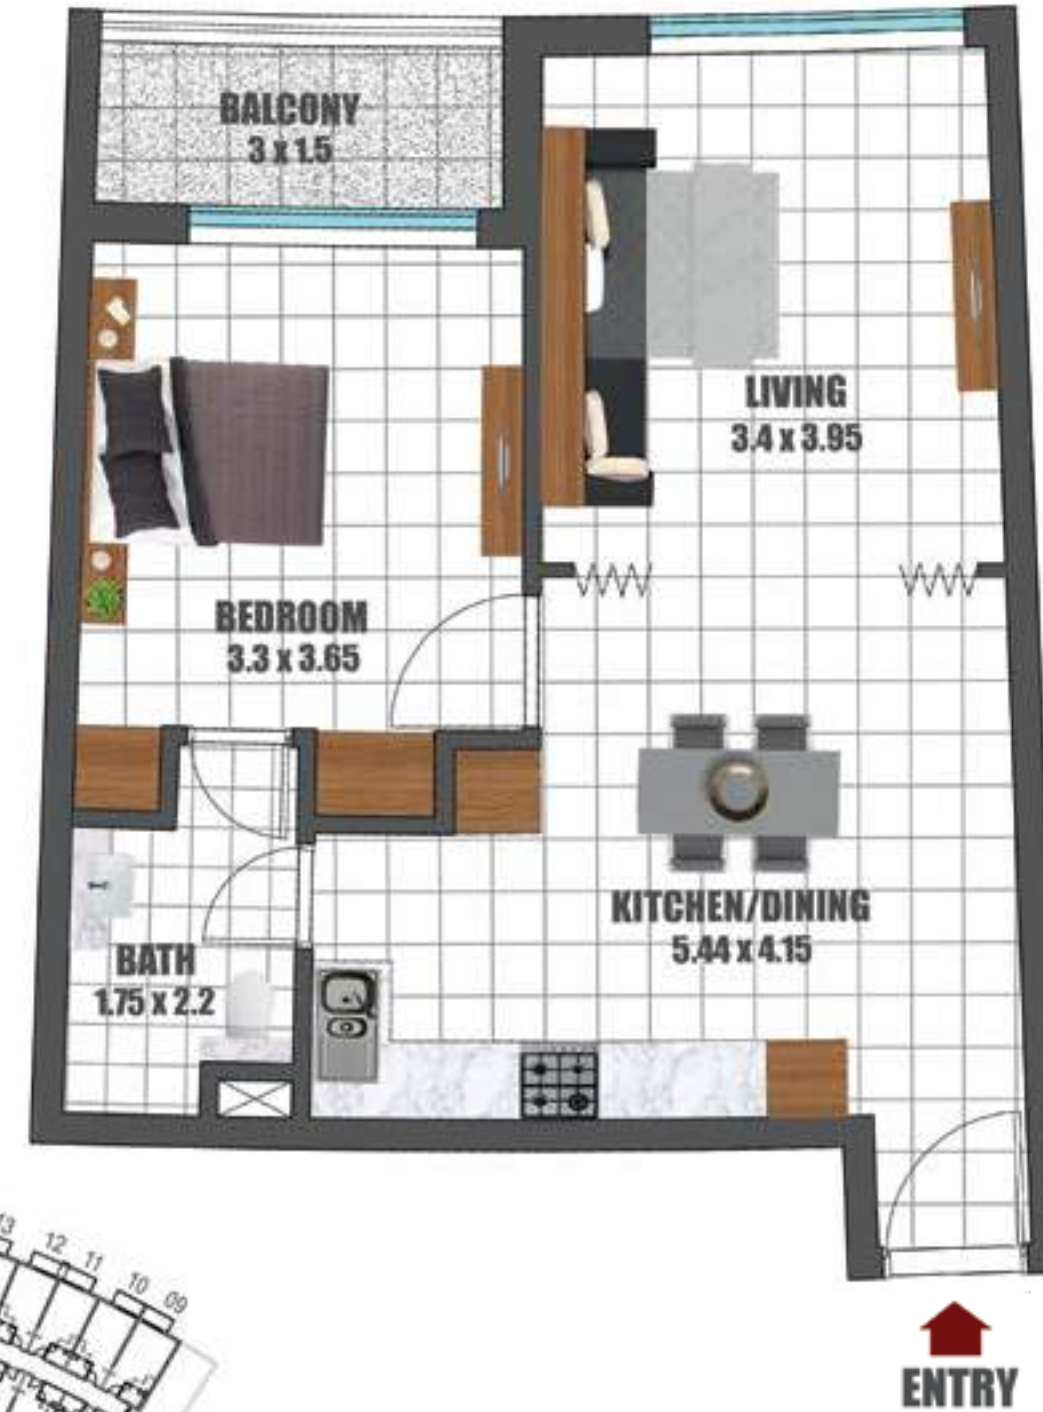 BALCONY
3 x 1.5
LIVING
3.4 x 3.95
BEDROOM
3.3 x 3.65
KITCHEN/DINING
5.44 x 4.15
BATH
1.75 x 2.2
13
12
11
10
09
ENTRY